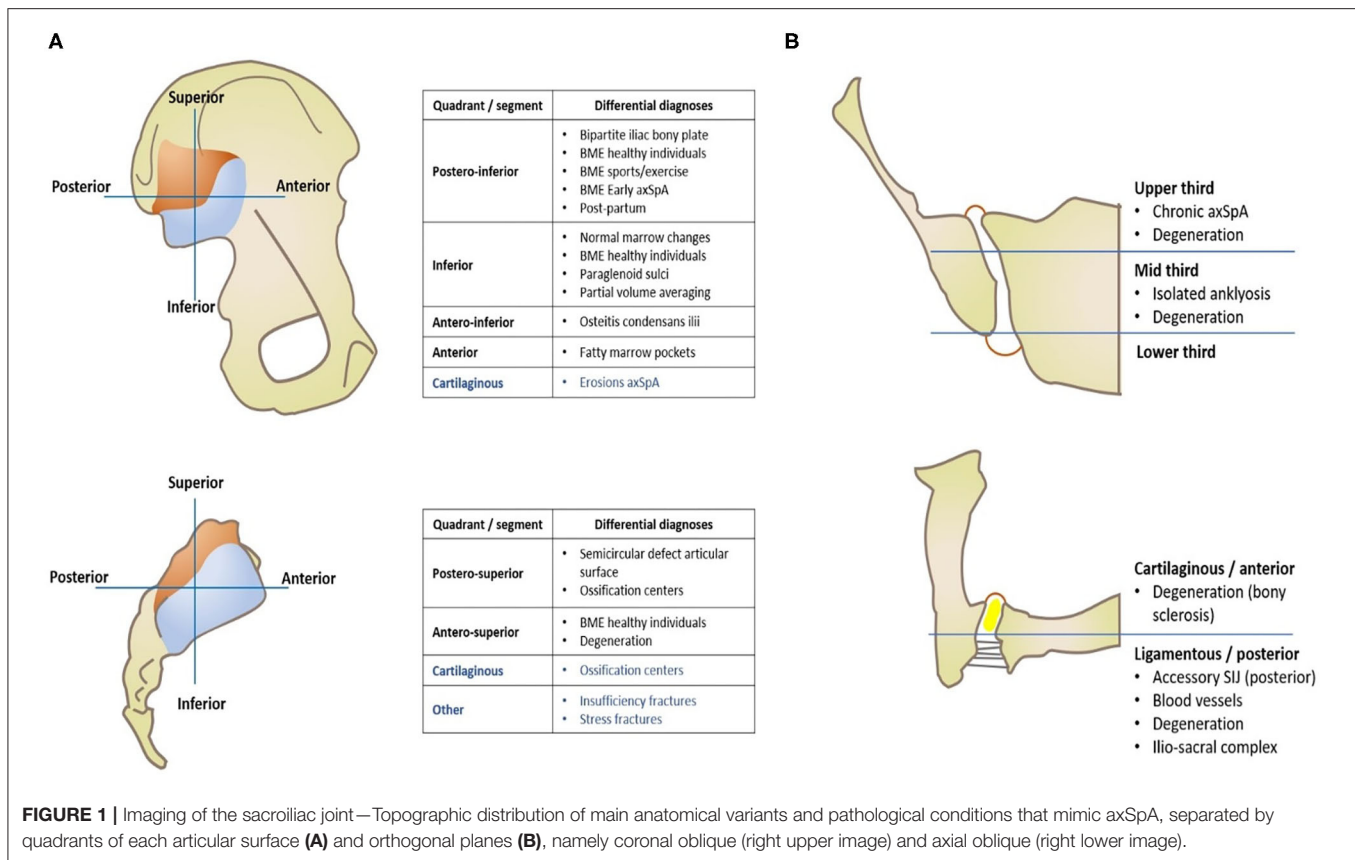 A
Superior
Posterior
Anterior
Inferior
Quadrant / segment
Differential diagnoses
Postero-inferior
• Bipartite iliac bony plate
• BME healthy individuals
• BME sports/exercise
• BME Early axSpA
• Post-partum
Inferior
• Normal marrow changes
• BME healthy individuals
• Paraglenoid sulci
• Partial volume averaging
Antero-inferior
• Osteitis condensans ilii
Anterior
• Fatty marrow pockets
Cartilaginous
• Erosions axSpA
Superior
Posterior
Anterior
Inferior
Quadrant / segment
Differential diagnoses
Postero-superior
• Semicircular defect articular
surface
• Ossification centers
Antero-superior
• BME healthy individuals
• Degeneration
Cartilaginous
• Ossification centers
Other
• Insufficiency fractures
• Stress fractures
B
Upper third
• Chronic axSpA
• Degeneration
Mid third
• Isolated anklyosis
• Degeneration
Lower third
Cartilaginous / anterior
• Degeneration (bony
sclerosis)
Ligamentous / posterior
• Accessory SIJ (posterior)
• Blood vessels
• Degeneration
• Ilio-sacral complex
FIGURE 1 | Imaging of the sacroiliac joint—Topographic distribution of main anatomical variants and pathological conditions that mimic axSpA, separated by
quadrants of each articular surface (A) and orthogonal planes (B), namely coronal oblique (right upper image) and axial oblique (right lower image).